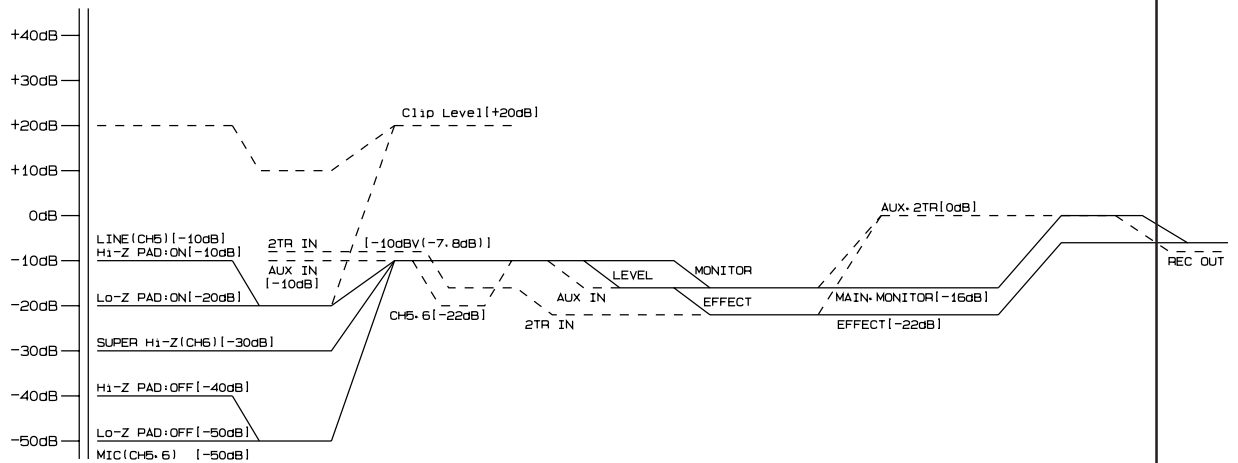 +40dB
+30dB
Clip Level[+20dB]
+20dB
+10dB
0dB
AUX. 2TR[0dB]
LINE(CH5)[-10dB]
2TR IN [-10dBV(-7.8dB)]
Hi-Z PAD:ON[-10dB]
-10dB
REC OUT
AUX IN
[-10dB]
LEVEL
MONITOR
Lo-Z PAD:ON[-20dB]
AUX IN
EFFECT
MAIN.MONITOR[-16dB]
-20dB
CH5.6[-22dB]
2TR IN
EFFECT[-22dB]
SUPER Hi-Z(CH6)[-30dB]
-30dB
Hi-Z PAD:OFF[-40dB]
-40dB
Lo-Z PAD:OFF[-50dB]
-50dB
MIC(CH5.6) [-50dB]